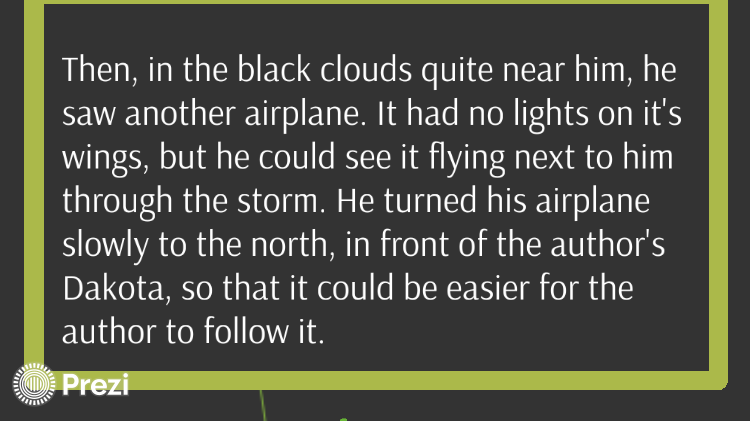 Then, in the black clouds quite near him, he
saw another airplane. It had no lights on it's
wings, but he could see it flying next to him
through the storm. He turned his airplane
slowly to the north, in front of the author's
Dakota, so that it could be easier for the
author to follow it.
Prezi